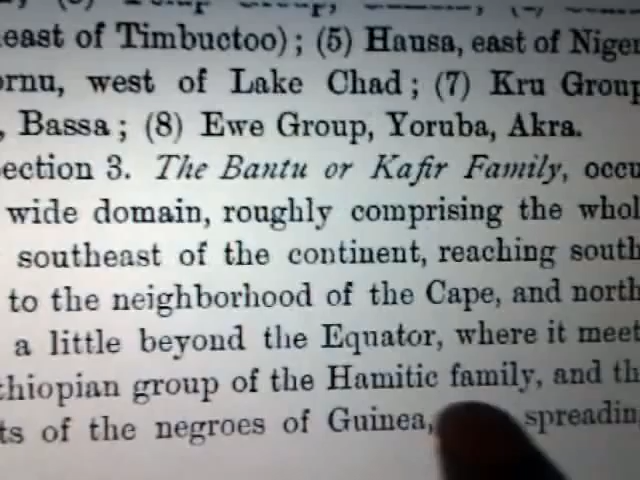 east of Timbuctoo); (5) Hausa, east of Niger
ornu, west of Lake Chad; (7) Kru Group
, Bassa; (8) Ewe Group, Yoruba, Akra.
ection 3. The Bantu or Kafir Family, occu
wide domain, roughly comprising the whol
southeast of the continent, reaching south
to the neighborhood of the Cape, and north
a little beyond the Equator, where it meet
thiopian group of the Hamitic family, and th
ts of the negroes of Guinea, spreadin